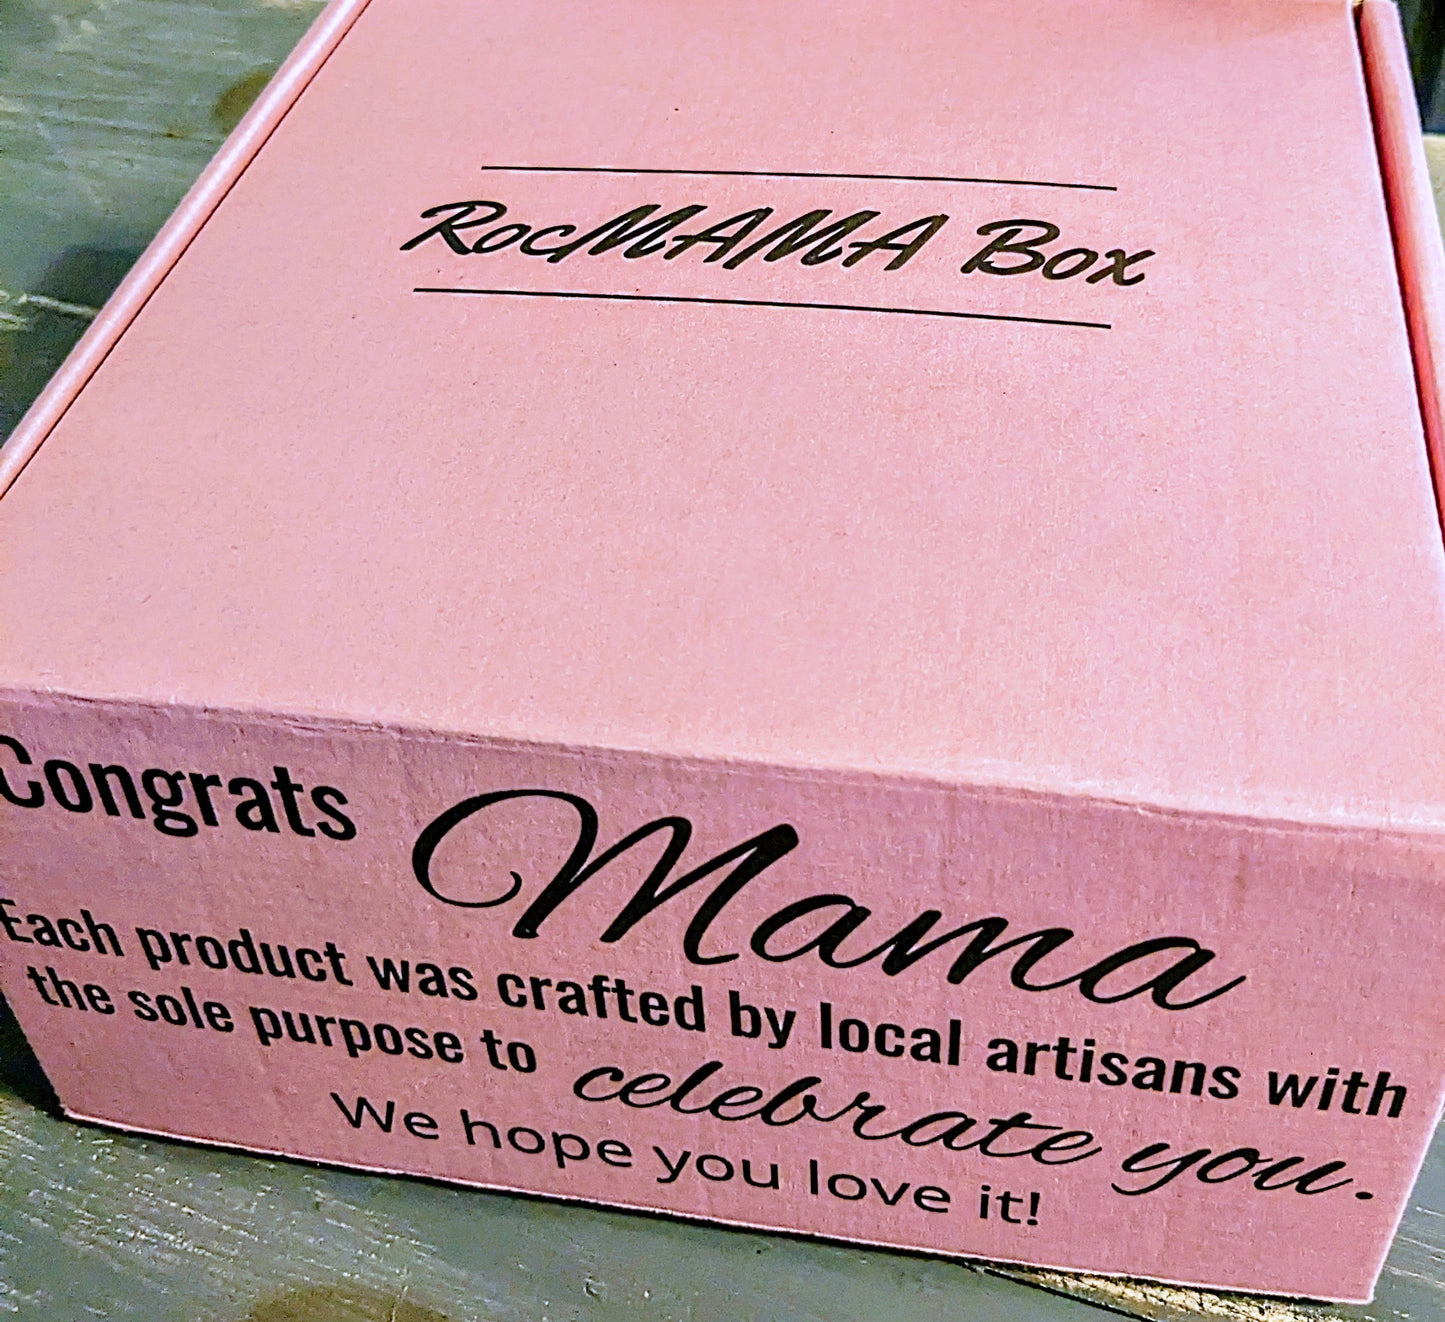 RocMAMA Box
Congrats Mama
Each product was crafted by local artisans with
the sole purpose to celebrate you.
We hope you love it!